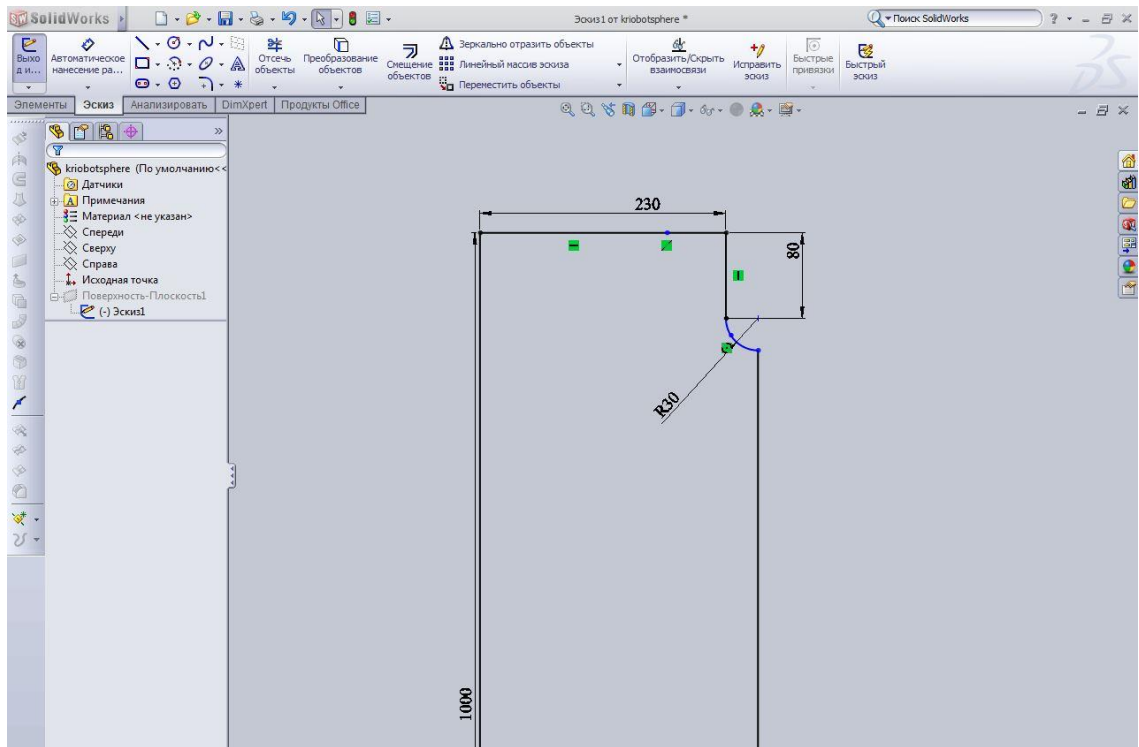 SolidWorks
Эскиз1 от kriobotsphere *
Поиск SolidWorks
?
Выхо
д и...
Автоматическое
нанесение ра...
Отсечь
объекты
Преобразование
объектов
Смещение
объектов
Зеркально отразить объекты
Линейный массив эскиза
Переместить объекты
Отобразить/Скрыть
взаимосвязи
Исправить
эскиз
Быстрые
привязки
Быстрый
эскиз
Элементы Эскиз Анализировать DimXpert Продукты Office
»
kriobotsphere (По умолчанию<<
Датчики
Примечания
Материал <не указан>
Спереди
Сверху
Справа
Исходная точка
Поверхность-Плоскость1
(-) Эскиз1
230
80
R30
1000